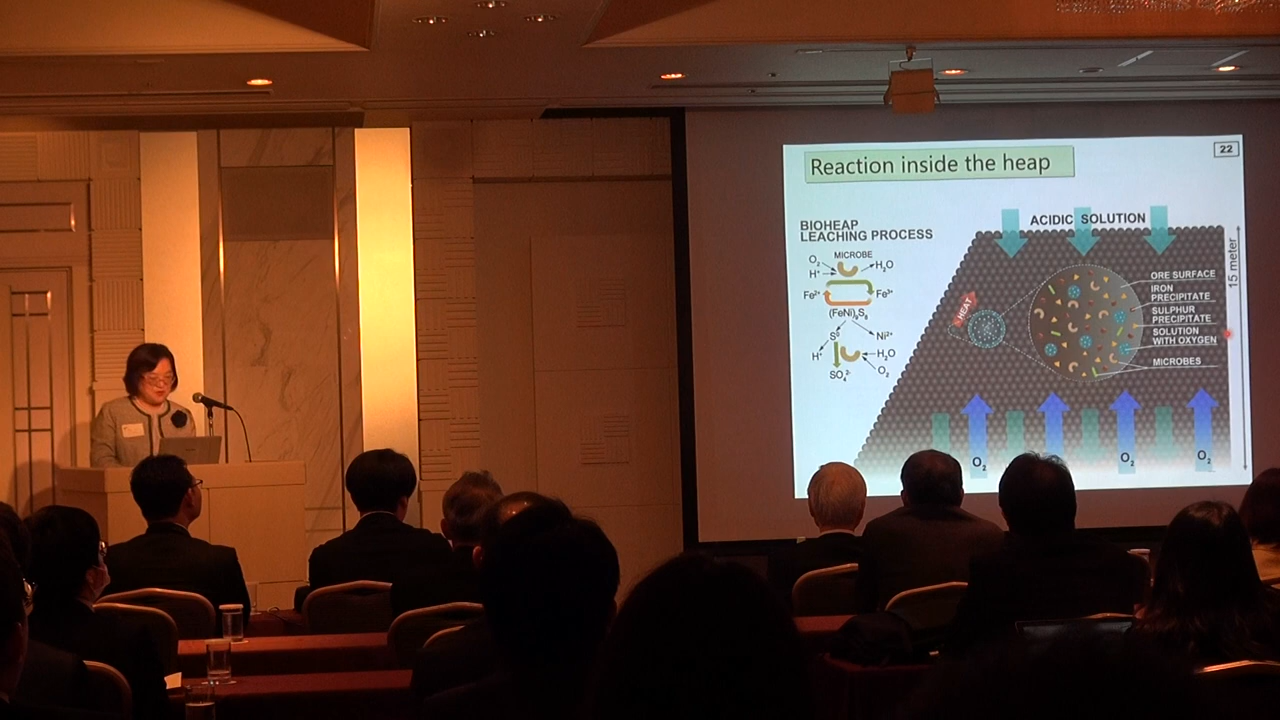 22
Reaction inside the heap
ACIDIC SOLUTION
BIOHEAP
LEACHING PROCESS
MICROBE
O₂
H₂O
H⁺
Fe²⁺
Fe³⁺
(FeNi)₉S₈
S⁰
Ni²⁺
H⁺
H₂O
SO₄²⁻
O₂
HEAT
15 meter
ORE SURFACE
IRON
PRECIPITATE
SULPHUR
PRECIPITATE
SOLUTION
WITH OXYGEN
MICROBES
O₂
O₂
O₂